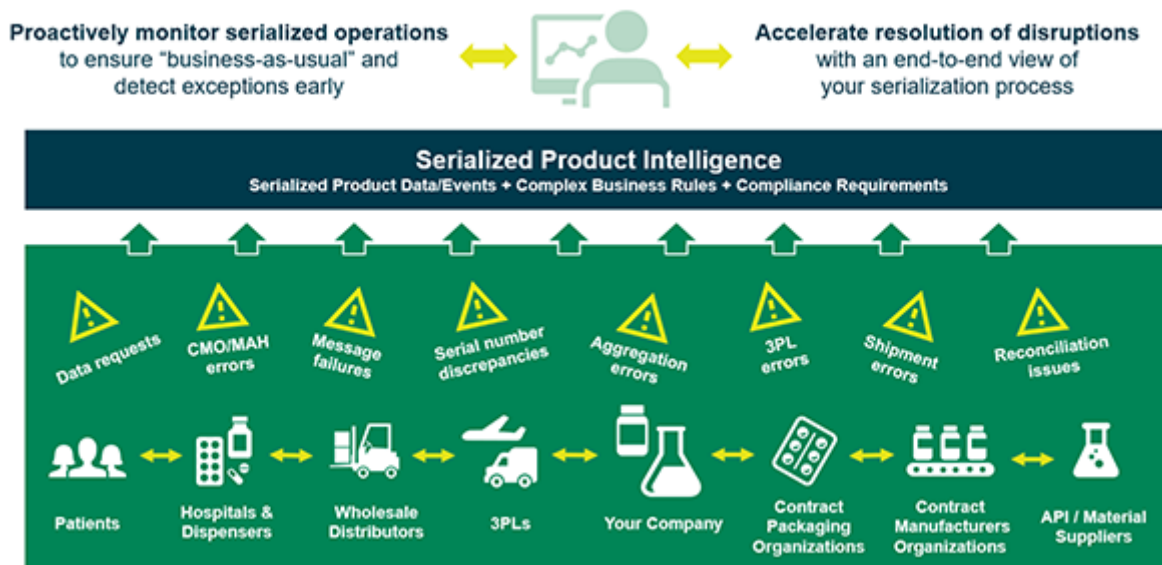 Proactively monitor serialized operations
to ensure “business-as-usual” and
detect exceptions early
Accelerate resolution of disruptions
with an end-to-end view of
your serialization process
Serialized Product Intelligence
Serialized Product Data/Events + Complex Business Rules + Compliance Requirements
Data requests
CMO/MAH
errors
Message
failures
Serial number
discrepancies
Aggregation
errors
3PL
errors
Shipment
errors
Reconciliation
issues
Patients
Hospitals &
Dispensers
Wholesale
Distributors
3PLs
Your Company
Contract
Packaging
Organizations
Contract
Manufacturers
Organizations
API / Material
Suppliers